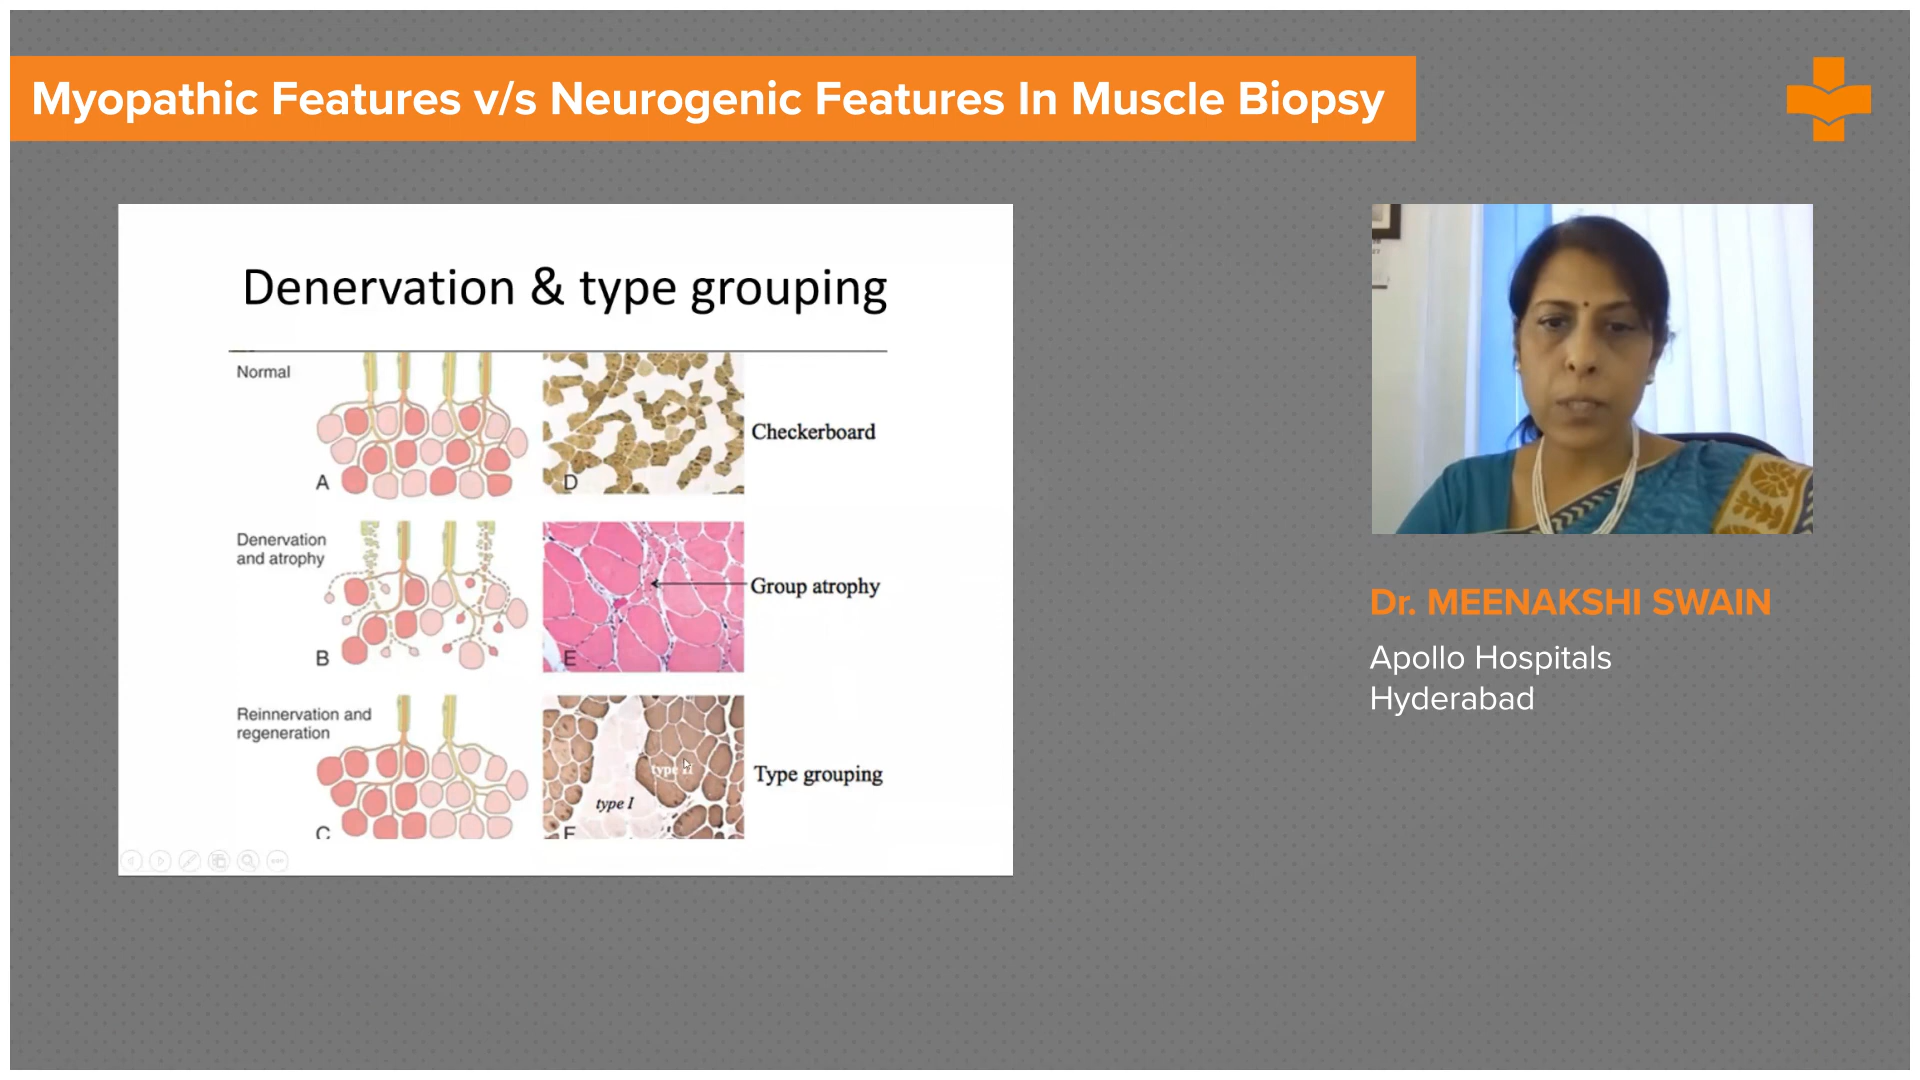 Myopathic Features v/s Neurogenic Features In Muscle Biopsy
Denervation & type grouping
Normal
A
D
Checkerboard
Denervation
and atrophy
B
E
Group atrophy
Reinnervation and
regeneration
C
type I
type II
F
Type grouping
Dr. MEENAKSHI SWAIN
Apollo Hospitals
Hyderabad